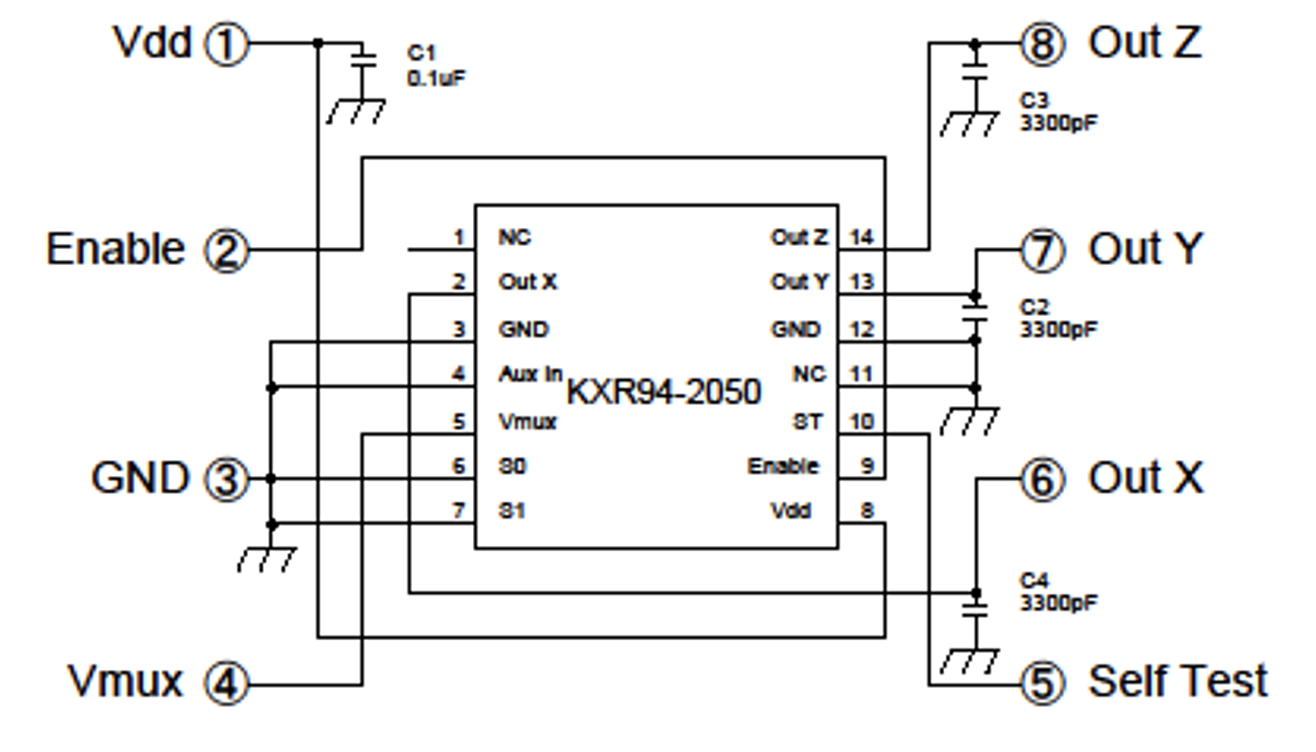 Vdd ① C1 ⑧ Out Z
0.1uF
C3
3300pF
Enable ② 1 NC Out Z 14 ⑦ Out Y
2 Out X Out Y 13
C2
3 GND GND 12 3300pF
4 Aux In KXR94-2050 NC 11
5 Vmux ST 10
GND ③ 6 S0 Enable 9 ⑥ Out X
7 S1 Vdd 8
C4
3300pF
Vmux ④ ⑤ Self Test